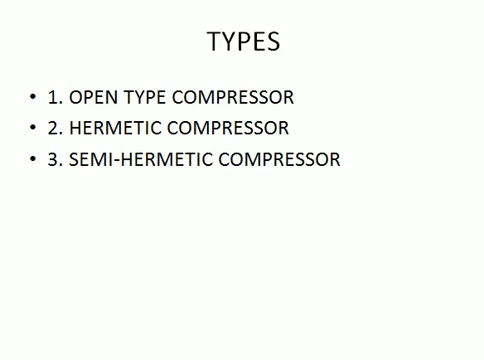 TYPES
• 1. OPEN TYPE COMPRESSOR
• 2. HERMETIC COMPRESSOR
• 3. SEMI-HERMETIC COMPRESSOR